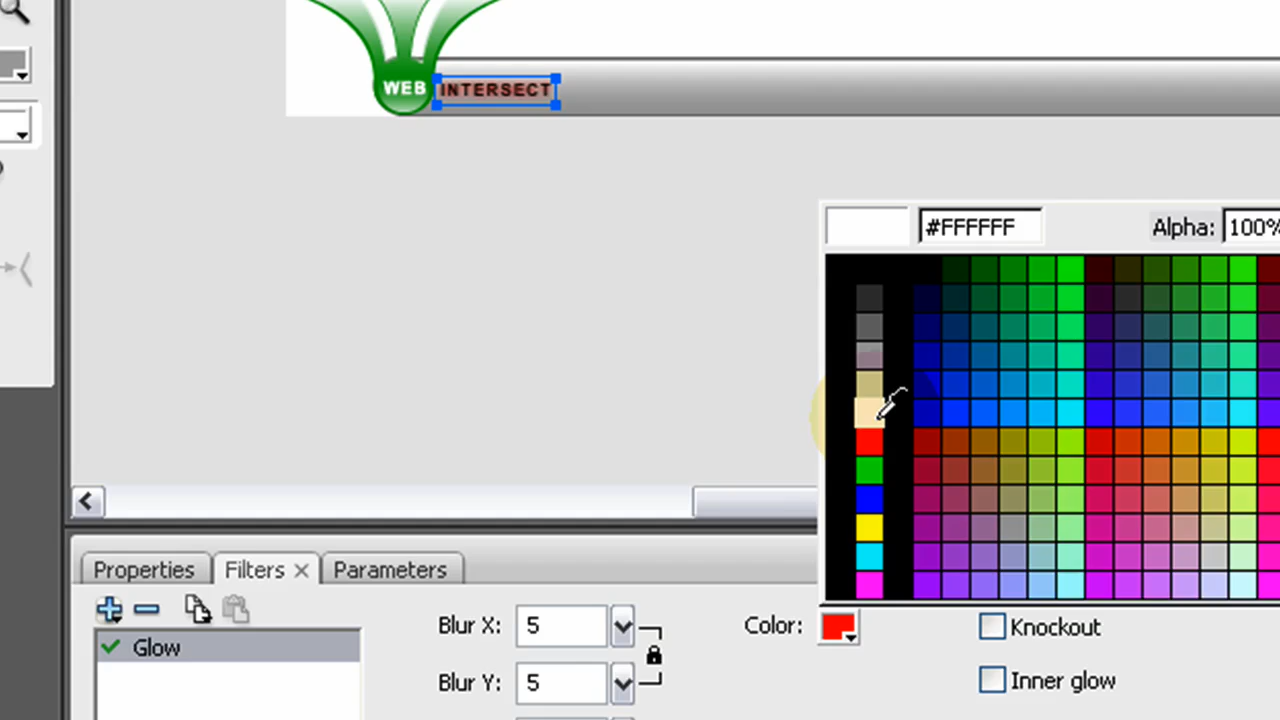 WEB INTERSECT
#FFFFFF Alpha: 100%
Properties Filters Parameters
Glow
Blur X: 5 Color: Knockout
Blur Y: 5 Inner glow